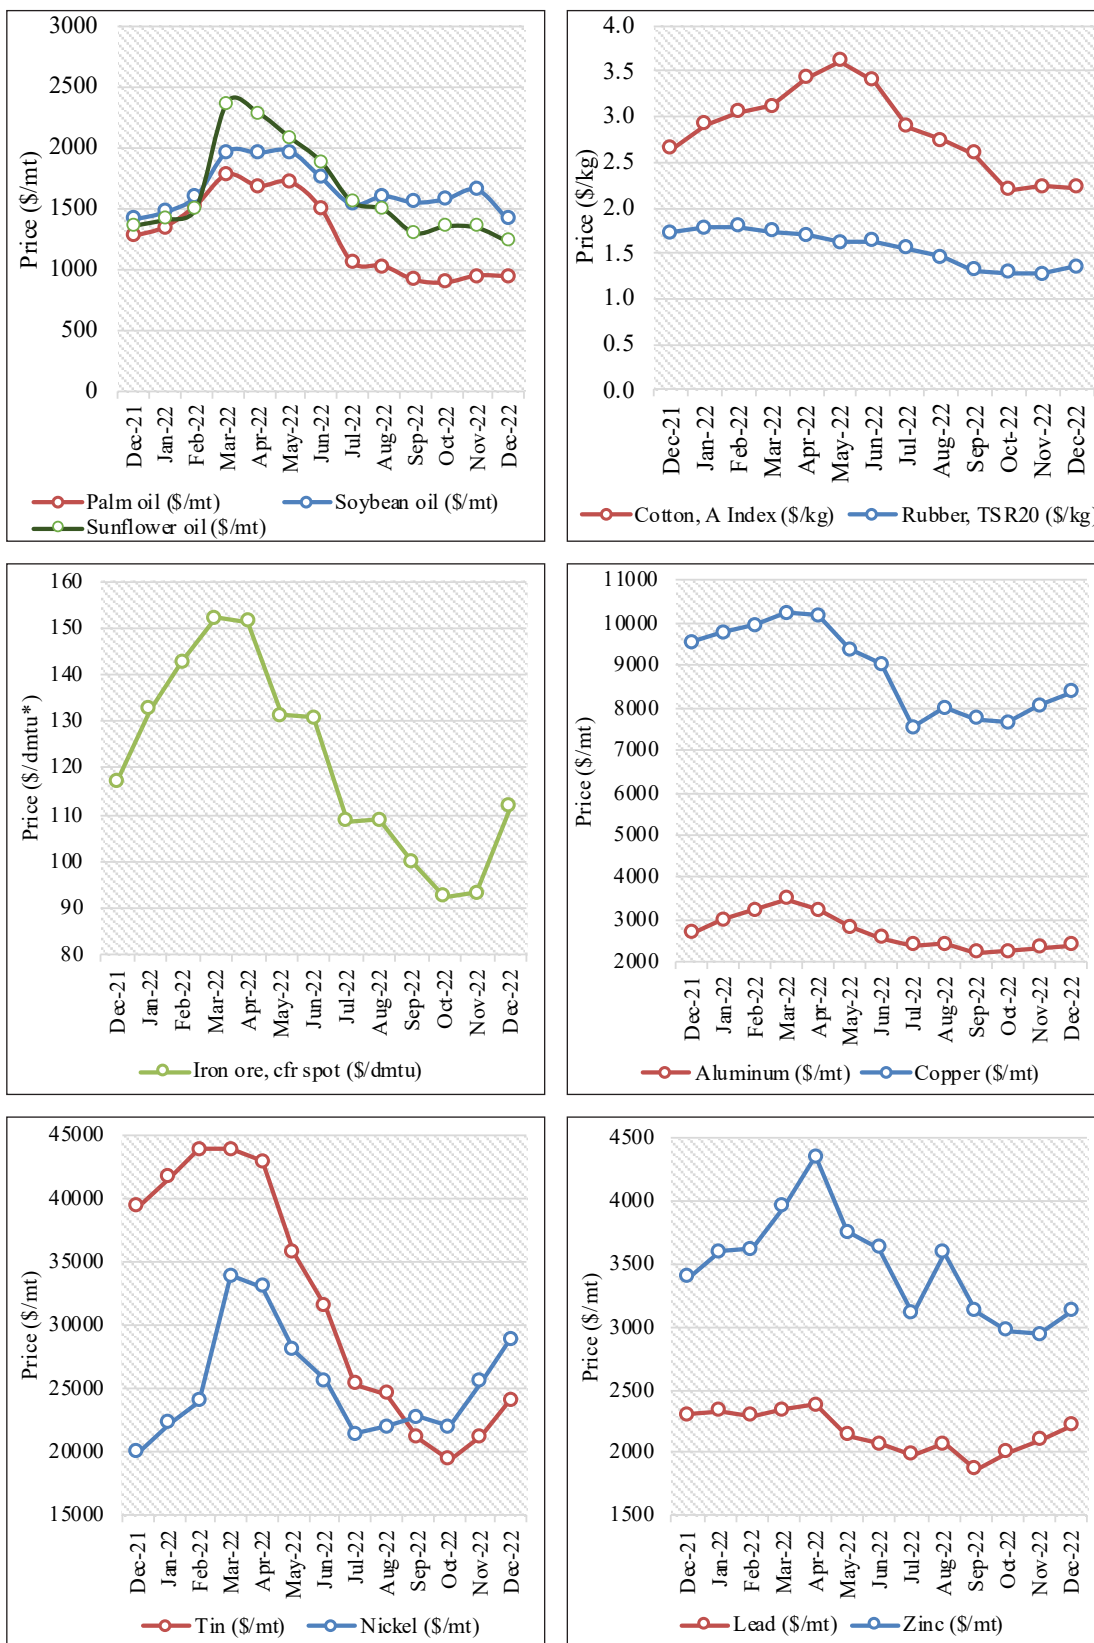 3000
2500
2000
1500
1000
500
0
Price ($/mt)
Dec-21
Jan-22
Feb-22
Mar-22
Apr-22
May-22
Jun-22
Jul-22
Aug-22
Sep-22
Oct-22
Nov-22
Dec-22
Palm oil ($/mt)
Soybean oil ($/mt)
Sunflower oil ($/mt)
4.0
3.5
3.0
2.5
2.0
1.5
1.0
0.5
0.0
Price ($/kg)
Dec-21
Jan-22
Feb-22
Mar-22
Apr-22
May-22
Jun-22
Jul-22
Aug-22
Sep-22
Oct-22
Nov-22
Dec-22
Cotton, A Index ($/kg)
Rubber, TSR20 ($/kg)
160
150
140
130
120
110
100
90
80
Price ($/dmtu*)
Dec-21
Jan-22
Feb-22
Mar-22
Apr-22
May-22
Jun-22
Jul-22
Aug-22
Sep-22
Oct-22
Nov-22
Dec-22
Iron ore, cfr spot ($/dmtu)
11000
10000
9000
8000
7000
6000
5000
4000
3000
2000
Price ($/mt)
Dec-21
Jan-22
Feb-22
Mar-22
Apr-22
May-22
Jun-22
Jul-22
Aug-22
Sep-22
Oct-22
Nov-22
Dec-22
Aluminum ($/mt)
Copper ($/mt)
45000
40000
35000
30000
25000
20000
15000
Price ($/mt)
Dec-21
Jan-22
Feb-22
Mar-22
Apr-22
May-22
Jun-22
Jul-22
Aug-22
Sep-22
Oct-22
Nov-22
Dec-22
Tin ($/mt)
Nickel ($/mt)
4500
4000
3500
3000
2500
2000
1500
Price ($/mt)
Dec-21
Jan-22
Feb-22
Mar-22
Apr-22
May-22
Jun-22
Jul-22
Aug-22
Sep-22
Oct-22
Nov-22
Dec-22
Lead ($/mt)
Zinc ($/mt)